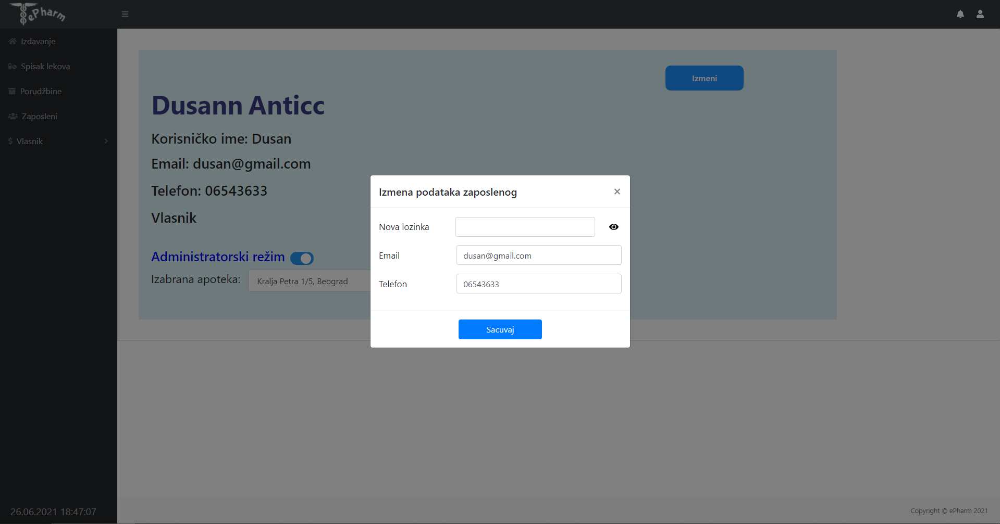 ePharm
Izdavanje
Spisak lekova
Porudžbine
Zaposleni
$ Vlasnik
Izmeni
Dusann Anticc
Korisničko ime: Dusan
Email: dusan@gmail.com
Telefon: 06543633
Vlasnik
Administratorski režim
Izabrana apoteka: Kralja Petra 1/5, Beograd
Izmena podataka zaposlenog ×
Nova lozinka
Email dusan@gmail.com
Telefon 06543633
Sacuvaj
26.06.2021 18:47:07
Copyright © ePharm 2021